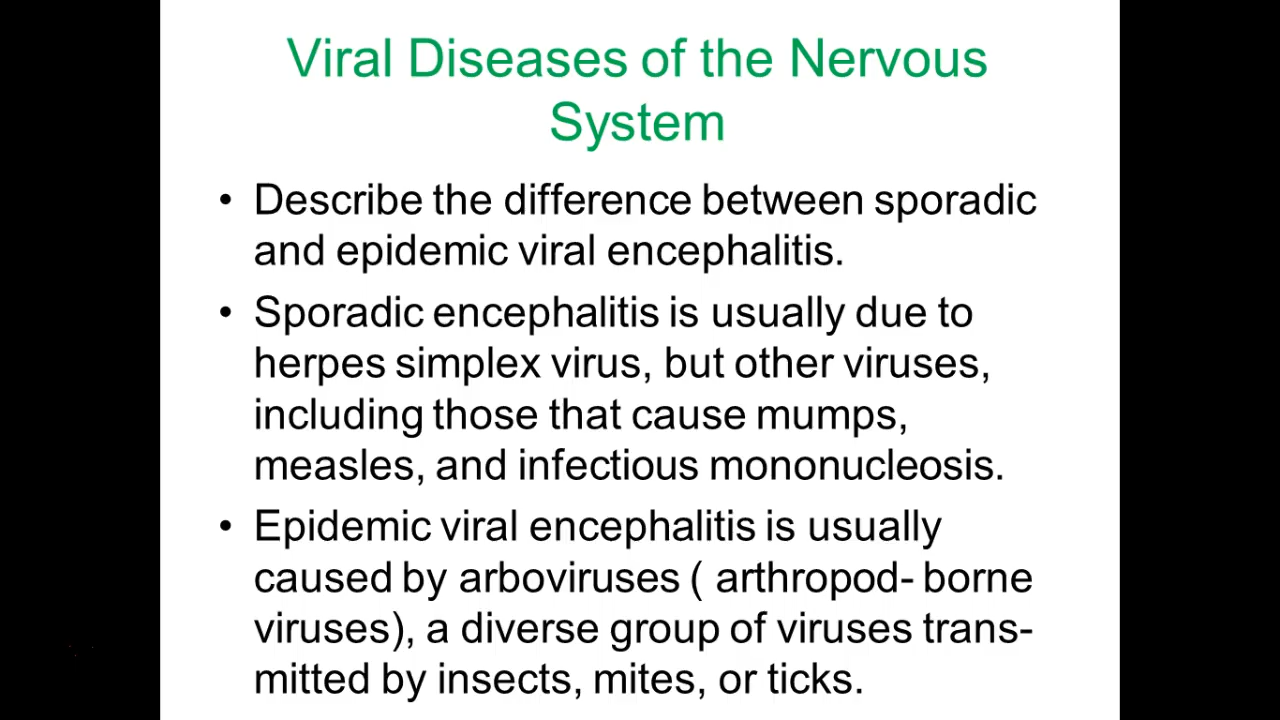 Viral Diseases of the Nervous
System
• Describe the difference between sporadic
and epidemic viral encephalitis.
• Sporadic encephalitis is usually due to
herpes simplex virus, but other viruses,
including those that cause mumps,
measles, and infectious mononucleosis.
• Epidemic viral encephalitis is usually
caused by arboviruses ( arthropod- borne
viruses), a diverse group of viruses trans-
mitted by insects, mites, or ticks.